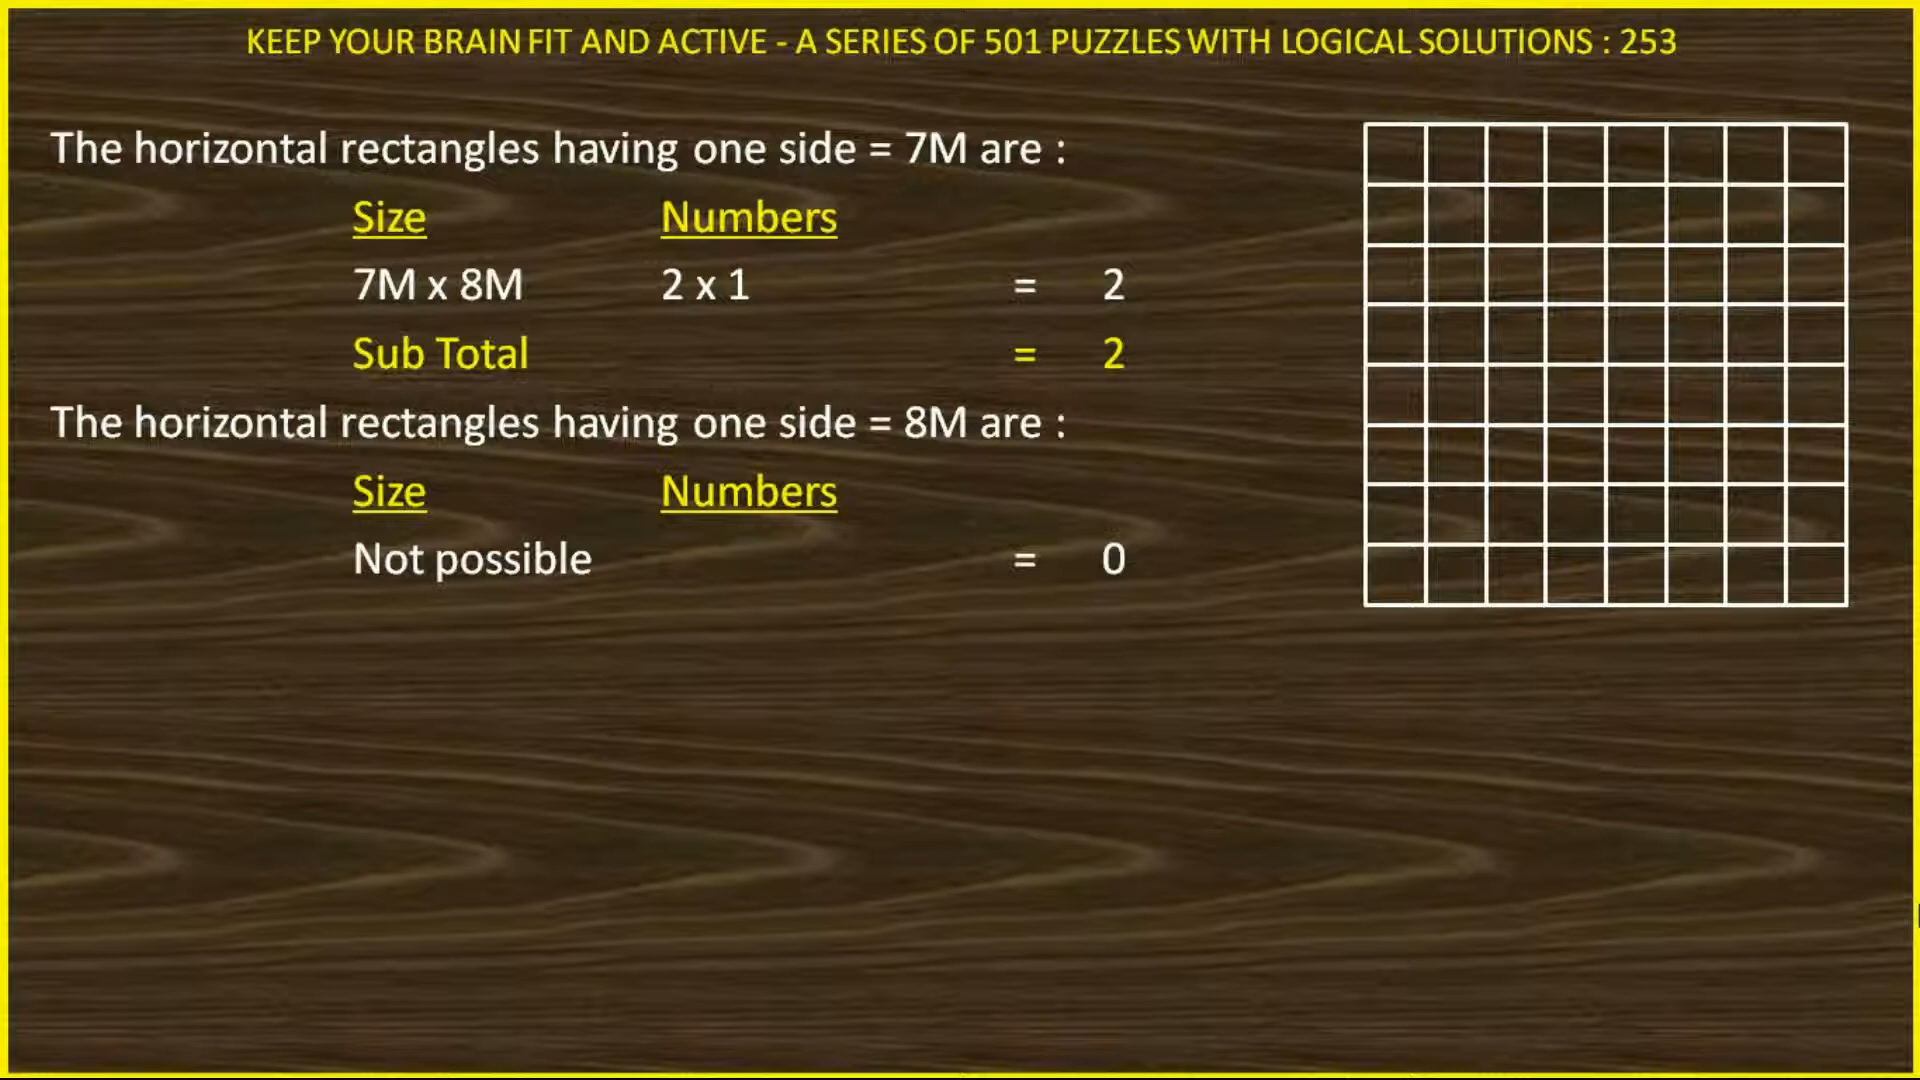 KEEP YOUR BRAIN FIT AND ACTIVE - A SERIES OF 501 PUZZLES WITH LOGICAL SOLUTIONS : 253
The horizontal rectangles having one side = 7M are :
Size Numbers
7M x 8M 2 x 1 = 2
Sub Total = 2
The horizontal rectangles having one side = 8M are :
Size Numbers
Not possible = 0